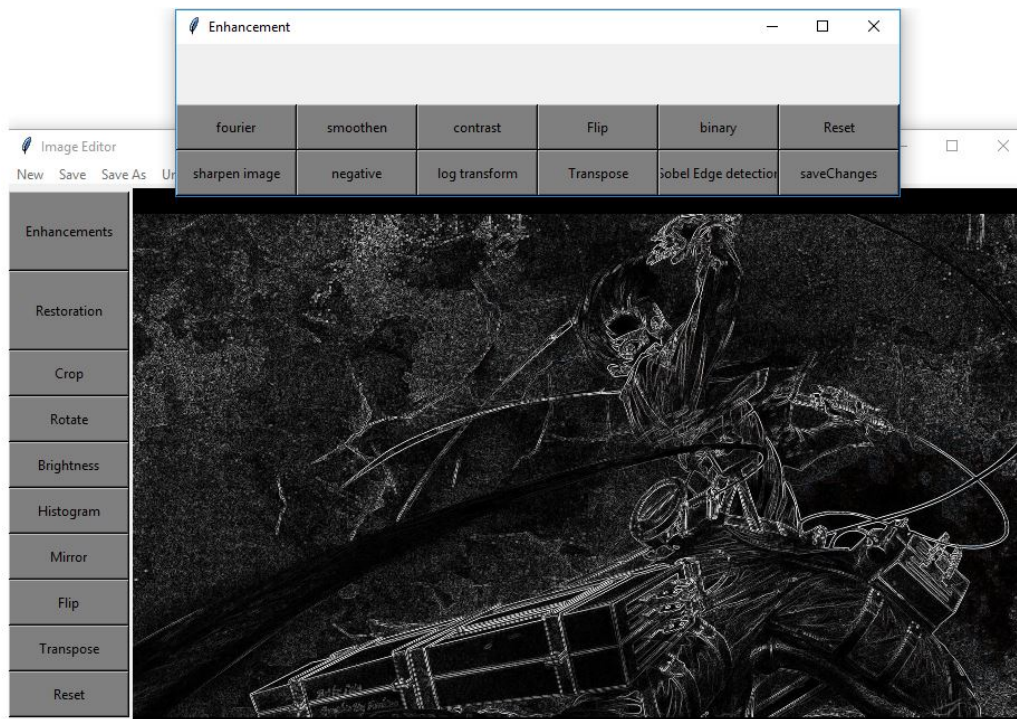 Enhancement
fourier smoothen contrast Flip binary Reset
sharpen image negative log transform Transpose Sobel Edge detection saveChanges
Image Editor
New Save Save As
Enhancements
Restoration
Crop
Rotate
Brightness
Histogram
Mirror
Flip
Transpose
Reset